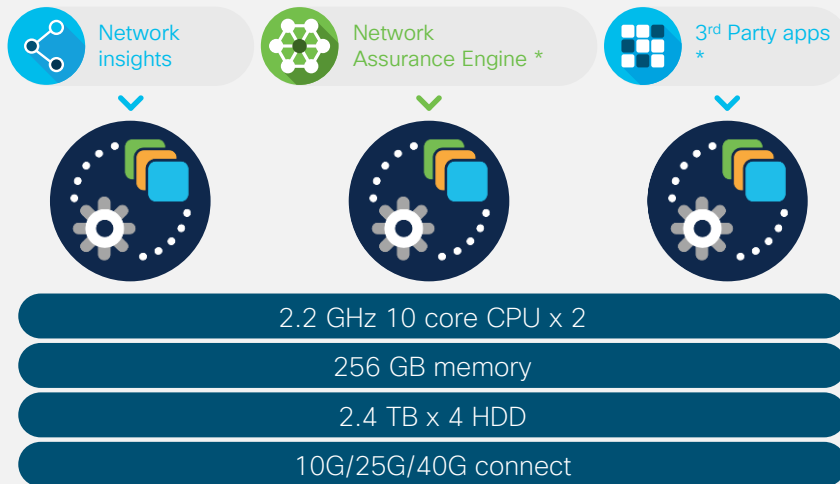 Network
insights
Network
Assurance Engine *
3rd Party apps
*
2.2 GHz 10 core CPU x 2
256 GB memory
2.4 TB x 4 HDD
10G/25G/40G connect